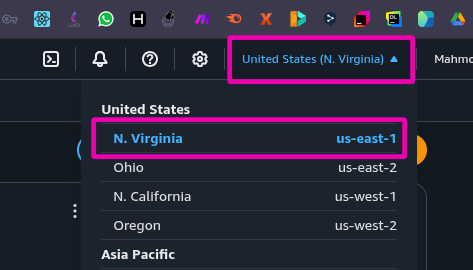 United States (N. Virginia) ▲ Mahmo
United States
N. Virginia us-east-1
Ohio us-east-2
N. California us-west-1
Oregon us-west-2
Asia Pacific